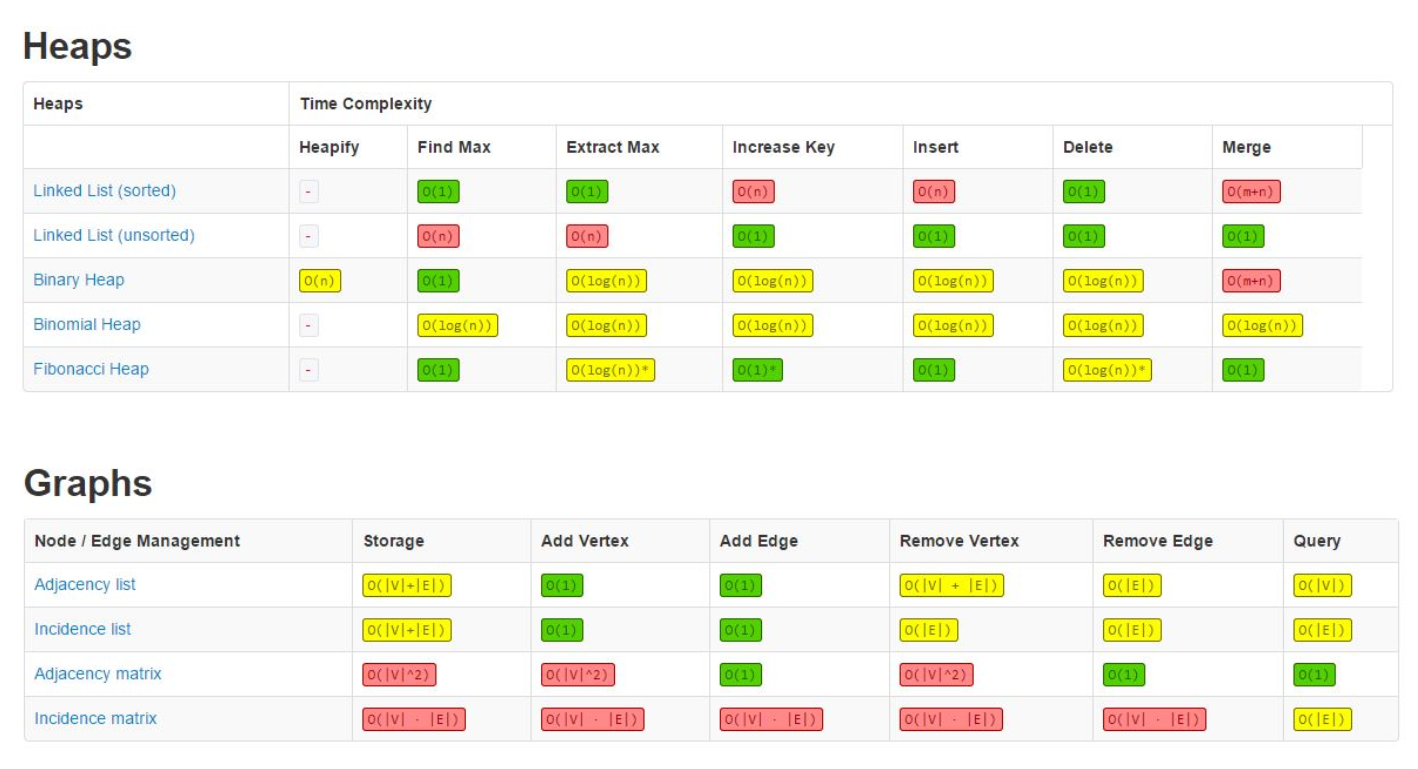 Heaps
Heaps Time Complexity
Heapify Find Max Extract Max Increase Key Insert Delete Merge
Linked List (sorted) - O(1) O(1) O(n) O(n) O(1) O(m+n)
Linked List (unsorted) - O(n) O(n) O(1) O(1) O(1) O(1)
Binary Heap O(n) O(1) O(log(n)) O(log(n)) O(log(n)) O(log(n)) O(m+n)
Binomial Heap - O(log(n)) O(log(n)) O(log(n)) O(log(n)) O(log(n)) O(log(n))
Fibonacci Heap - O(1) O(log(n))* O(1)* O(1) O(log(n))* O(1)
Graphs
Node / Edge Management Storage Add Vertex Add Edge Remove Vertex Remove Edge Query
Adjacency list O(|V|+|E|) O(1) O(1) O(|V| + |E|) O(|E|) O(|V|)
Incidence list O(|V|+|E|) O(1) O(1) O(|E|) O(|E|) O(|E|)
Adjacency matrix O(|V|^2) O(|V|^2) O(1) O(|V|^2) O(1) O(1)
Incidence matrix O(|V| · |E|) O(|V| · |E|) O(|V| · |E|) O(|V| · |E|) O(|V| · |E|) O(|E|)